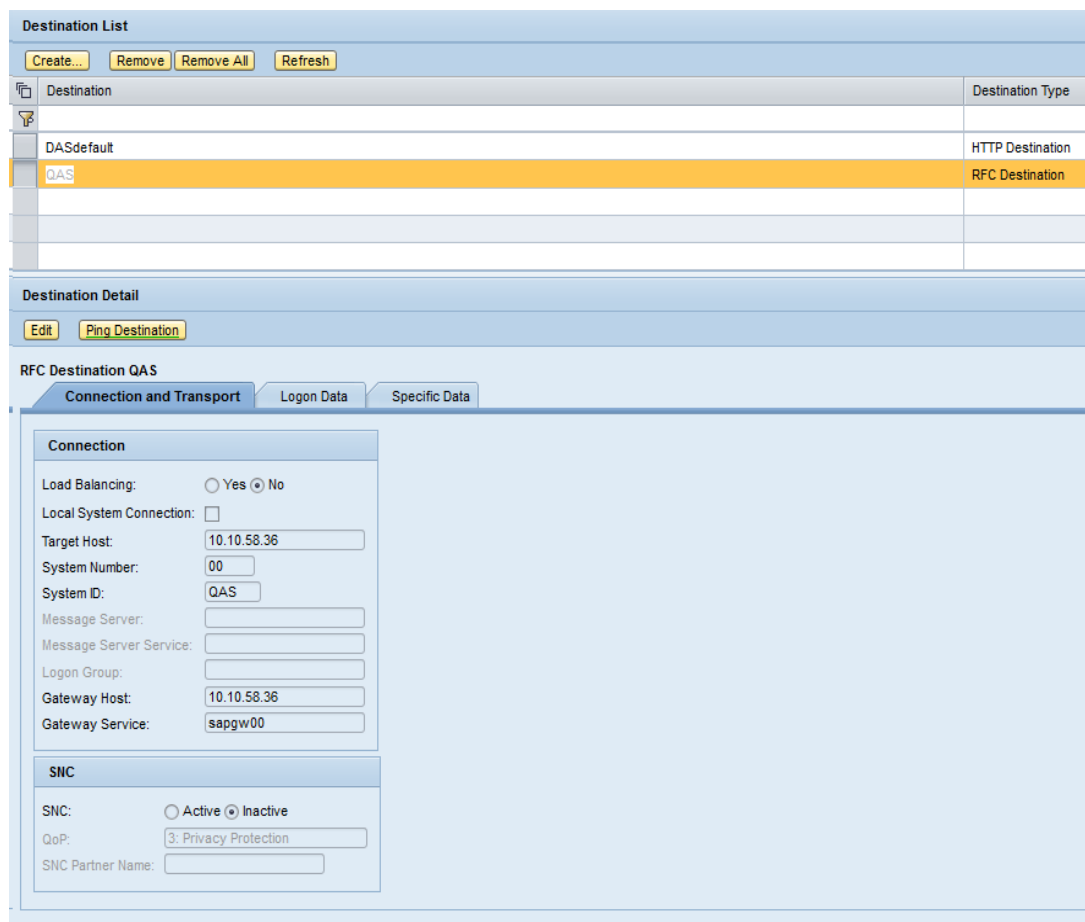 Destination List
Create... Remove Remove All Refresh
Destination Destination Type
DASdefault HTTP Destination
QAS RFC Destination
Destination Detail
Edit Ping Destination
RFC Destination QAS
Connection and Transport Logon Data Specific Data
Connection
Load Balancing: Yes No
Local System Connection:
Target Host: 10.10.58.36
System Number: 00
System ID: QAS
Message Server:
Message Server Service:
Logon Group:
Gateway Host: 10.10.58.36
Gateway Service: sapgw00
SNC
SNC: Active Inactive
QoP: 3: Privacy Protection
SNC Partner Name: